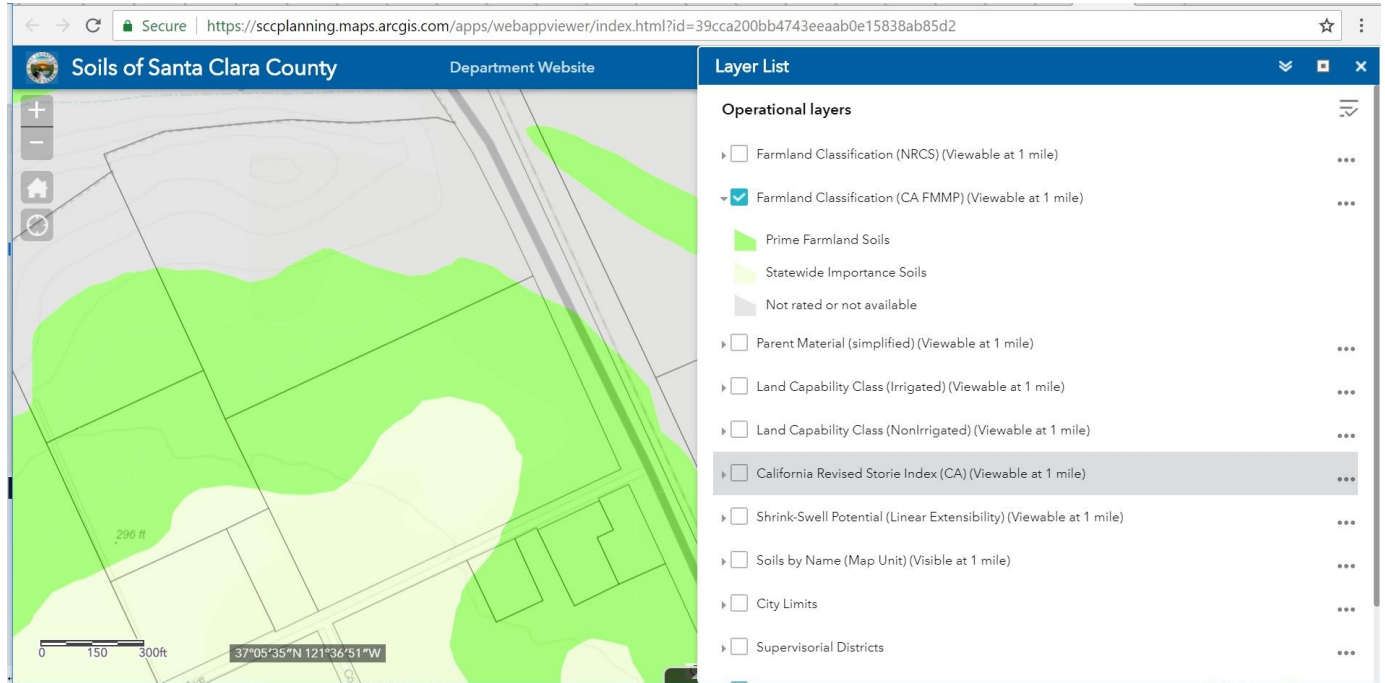 Secure | https://sccplanning.maps.arcgis.com/apps/webappviewer/index.html?id=39cca200bb4743eeaab0e15838ab85d2
Soils of Santa Clara County
Department Website
Layer List
Operational layers
Farmland Classification (NRCS) (Viewable at 1 mile)
Farmland Classification (CA FMMP) (Viewable at 1 mile)
Prime Farmland Soils
Statewide Importance Soils
Not rated or not available
Parent Material (simplified) (Viewable at 1 mile)
Land Capability Class (Irrigated) (Viewable at 1 mile)
Land Capability Class (NonIrrigated) (Viewable at 1 mile)
California Revised Storie Index (CA) (Viewable at 1 mile)
Shrink-Swell Potential (Linear Extensibility) (Viewable at 1 mile)
Soils by Name (Map Unit) (Visible at 1 mile)
City Limits
Supervisorial Districts
296 ft
0 150 300ft
37°05'35"N 121°36'51"W